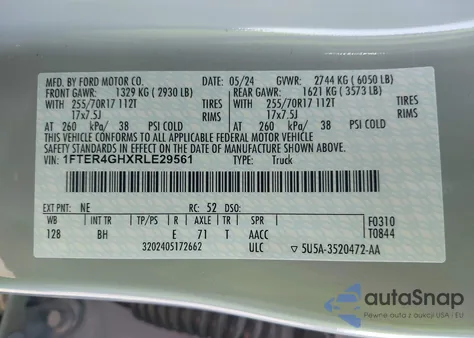 MFD. BY FORD MOTOR CO. 05/24 GVWR: 2744 KG ( 6050 LB)
FRONT GAWR: 1329 KG ( 2930 LB) REAR GAWR: 1621 KG ( 3573 LB)
WITH 255/70R17 112T TIRES WITH 255/70R17 112T TIRES
17x7.5J RIMS 17x7.5J RIMS
AT 260 kPa/ 38 PSI COLD AT 260 kPa/ 38 PSI COLD
THIS VEHICLE CONFORMS TO ALL APPLICABLE FEDERAL MOTOR VEHICLE
SAFETY STANDARDS IN EFFECT ON THE DATE OF MANUFACTURE SHOWN ABOVE.
VIN: 1FTER4GHXRLE29561 TYPE: Truck
EXT PNT: NE RC: 52 DSO:
WB INT TR TP/PS R AXLE TR SPR F0310
128 BH E 71 T AACC T0844
3202405172662 ULC 5U5A-3520472-AA
autoSnap
Pewne auto z aukcji w USA